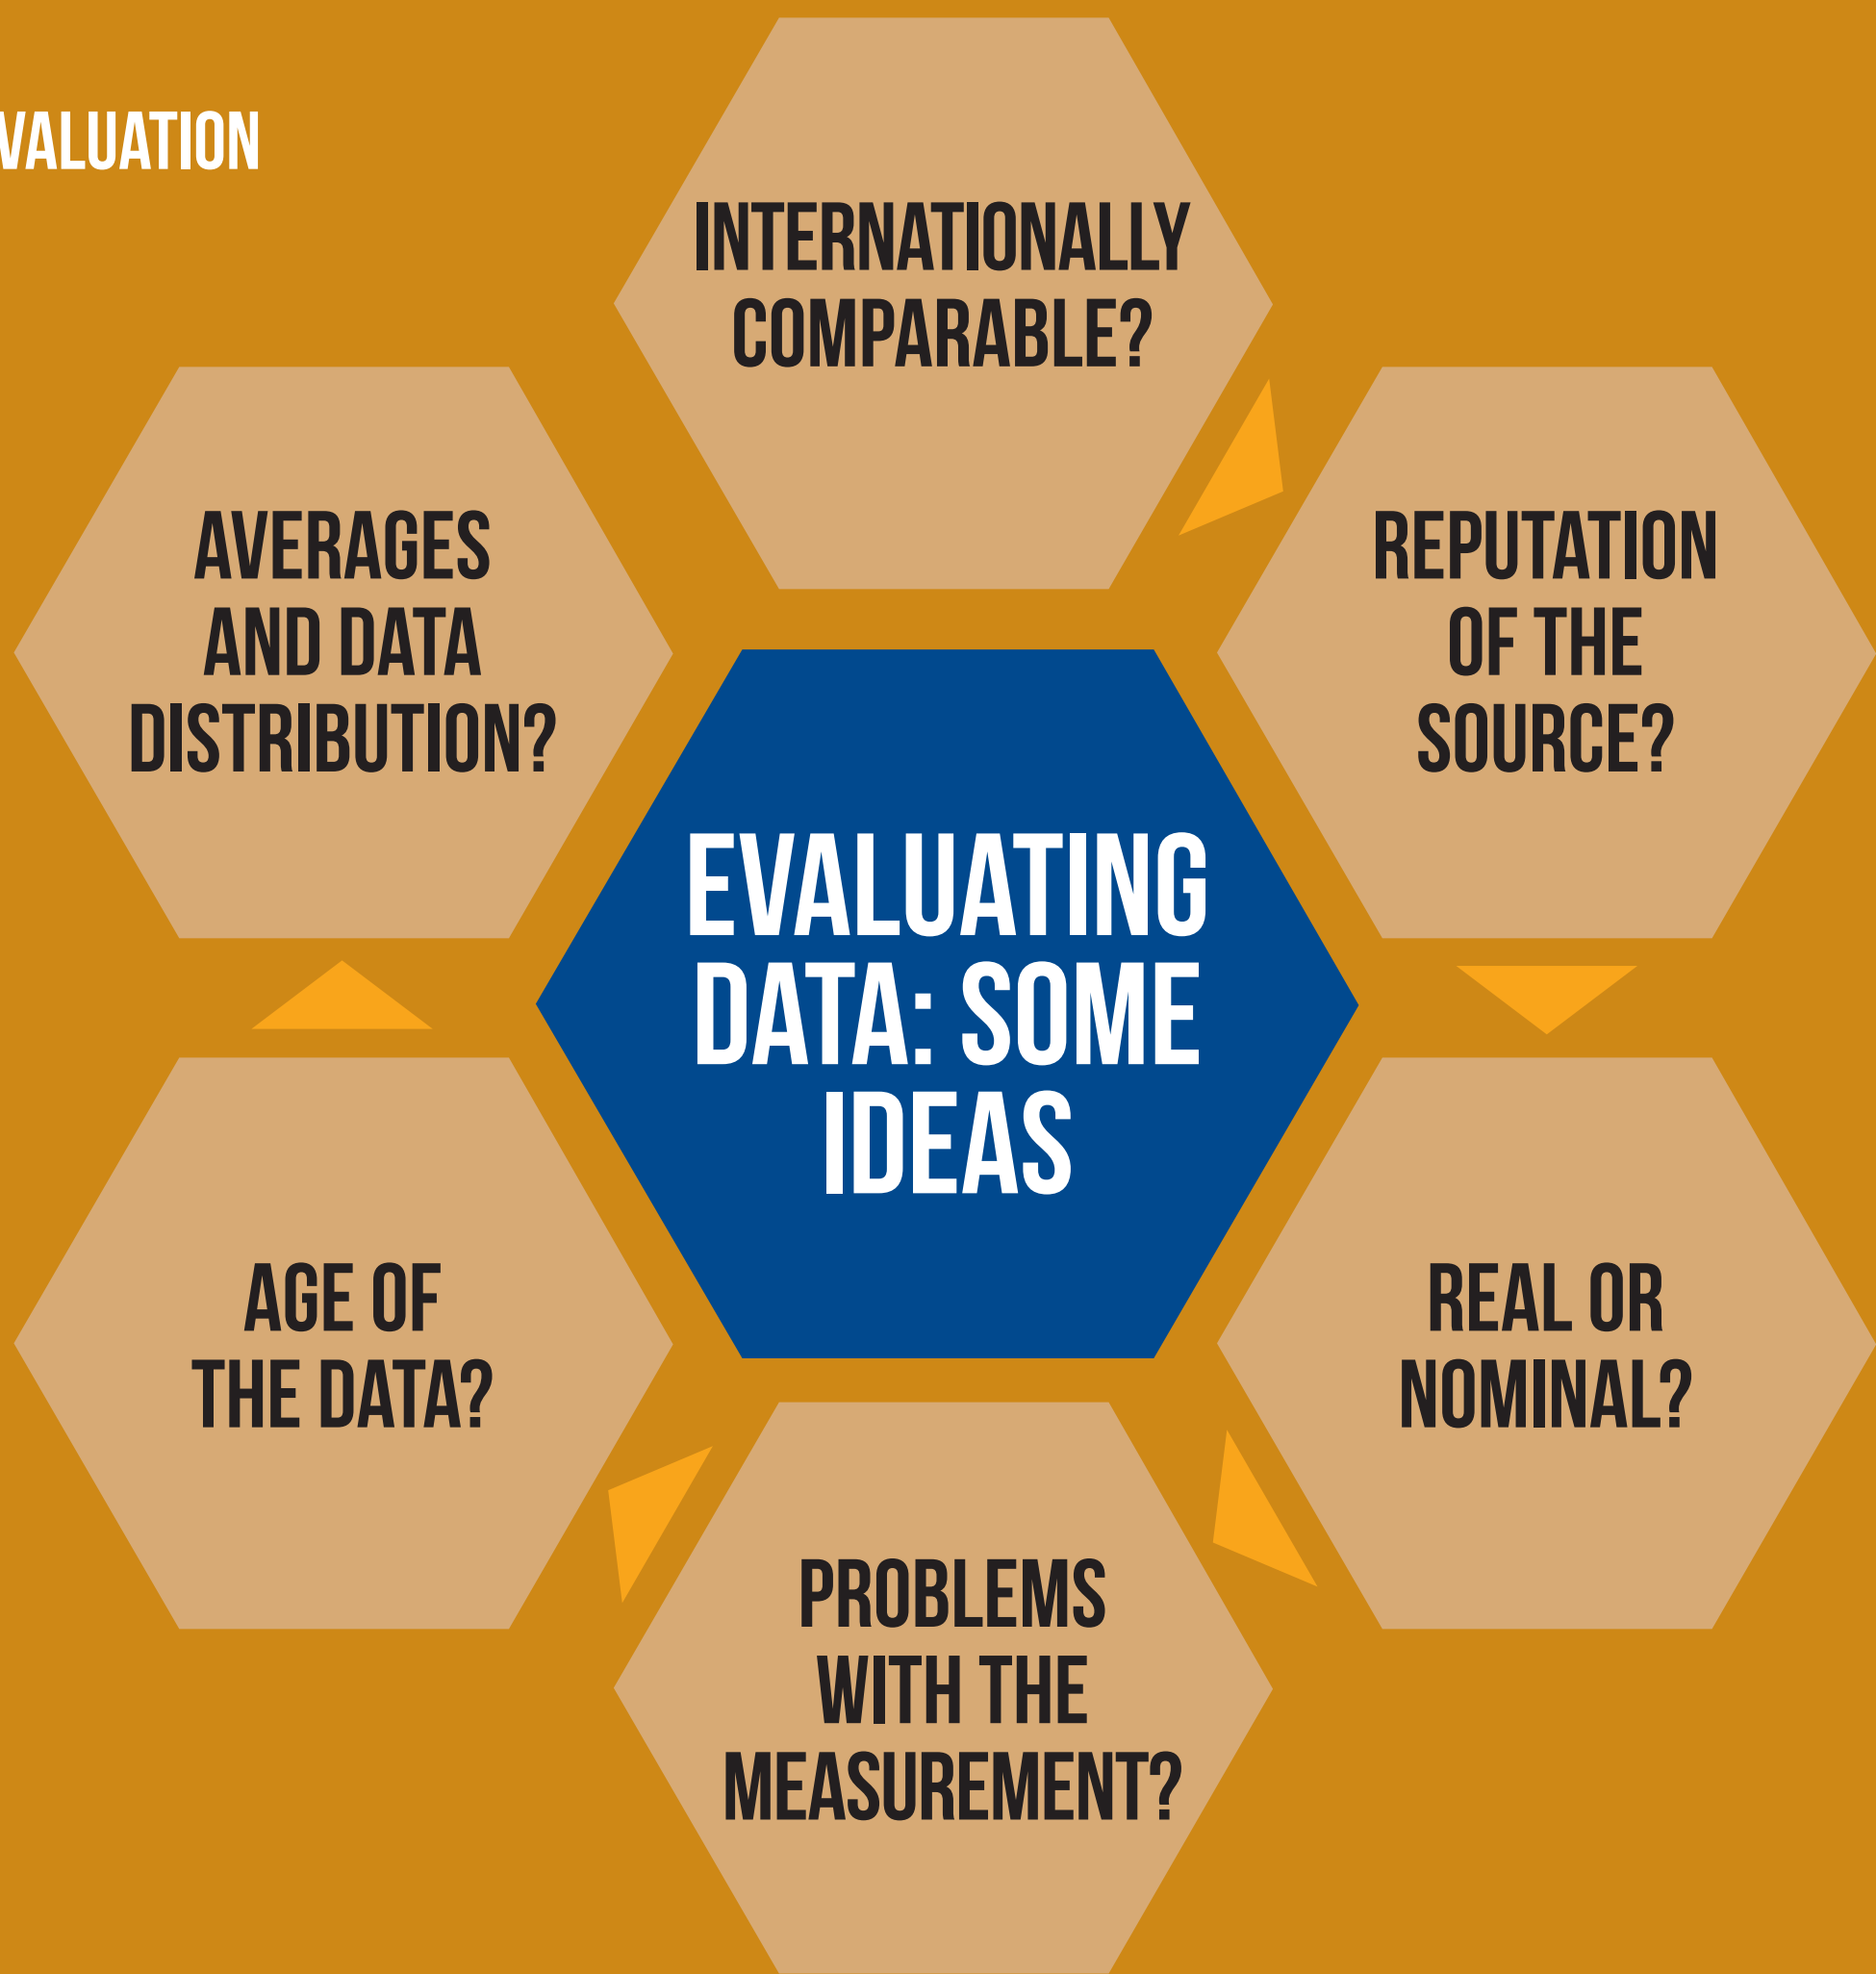 VALUATION
INTERNATIONALLY
COMPARABLE?
AVERAGES
AND DATA
DISTRIBUTION?
REPUTATION
OF THE
SOURCE?
EVALUATING
DATA: SOME
IDEAS
AGE OF
THE DATA?
REAL OR
NOMINAL?
PROBLEMS
WITH THE
MEASUREMENT?